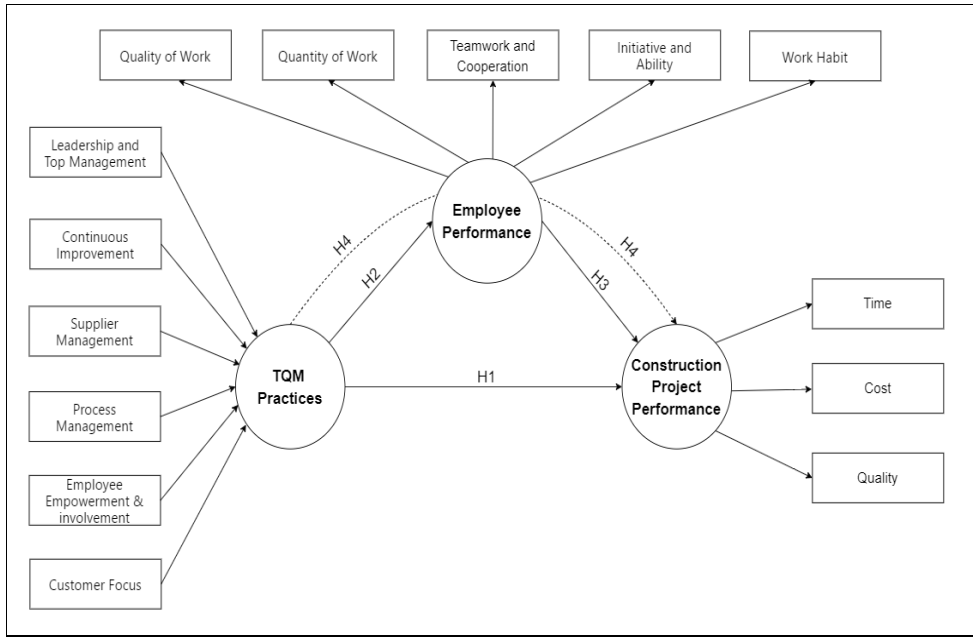 Quality of Work
Quantity of Work
Teamwork and
Cooperation
Initiative and
Ability
Work Habit
Leadership and
Top Management
Continuous
Improvement
Supplier
Management
Process
Management
Employee
Empowerment &
involvement
Customer Focus
Employee
Performance
H4
H2
H4
H3
TQM
Practices
H1
Construction
Project
Performance
Time
Cost
Quality